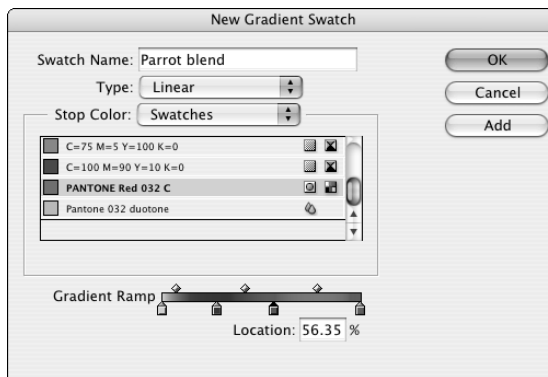 New Gradient Swatch
Swatch Name: Parrot blend
OK
Type: Linear
Cancel
Stop Color: Swatches
Add
C=75 M=5 Y=100 K=0
C=100 M=90 Y=10 K=0
PANTONE Red 032 C
Pantone 032 duotone
Gradient Ramp
Location: 56.35 %